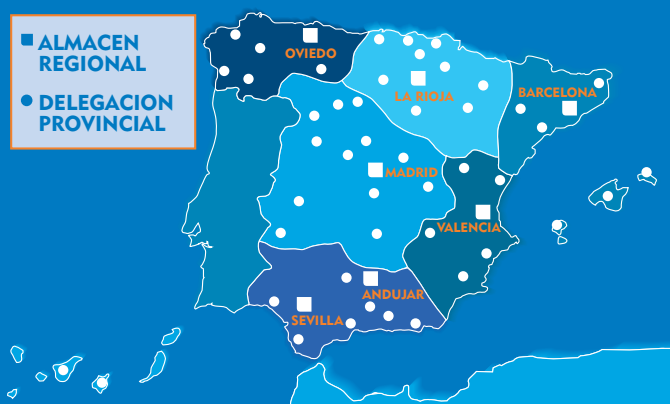 ALMACEN
REGIONAL
DELEGACION
PROVINCIAL
OVIEDO
LA RIOJA
BARCELONA
MADRID
VALENCIA
ANDUJAR
SEVILLA